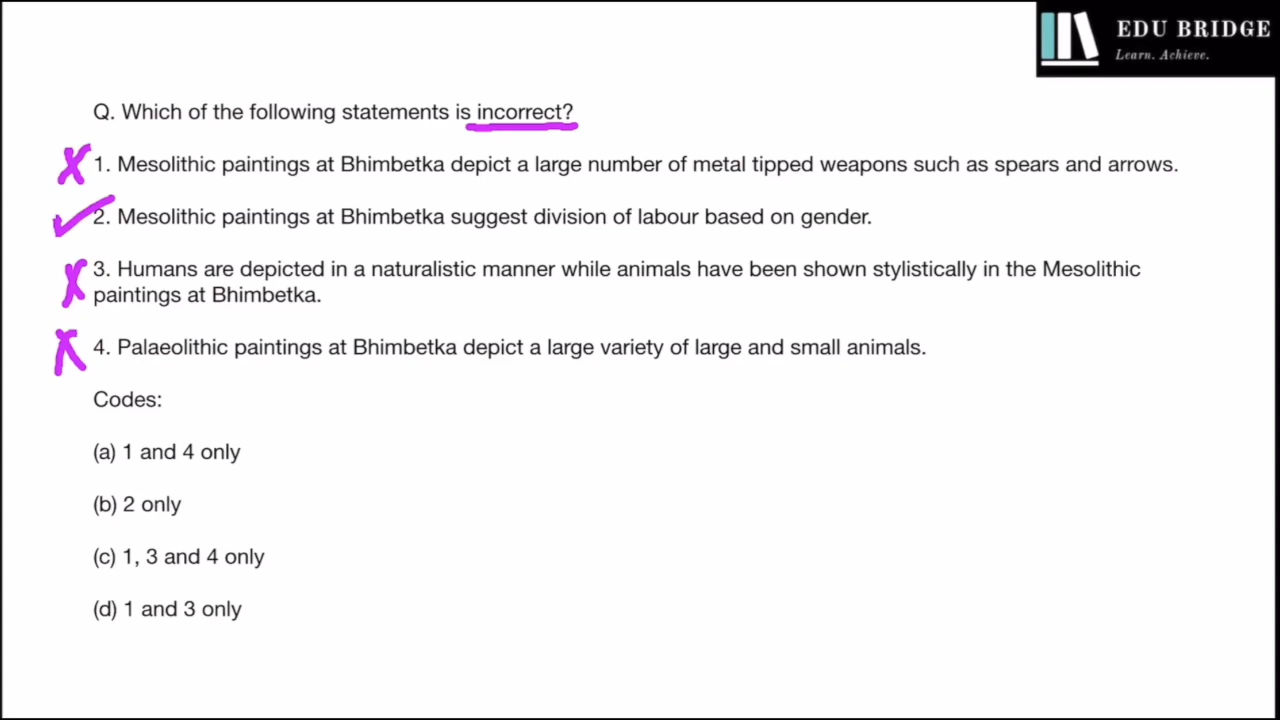 EDU BRIDGE
Learn. Achieve.
Q. Which of the following statements is incorrect?
1. Mesolithic paintings at Bhimbetka depict a large number of metal tipped weapons such as spears and arrows.
2. Mesolithic paintings at Bhimbetka suggest division of labour based on gender.
3. Humans are depicted in a naturalistic manner while animals have been shown stylistically in the Mesolithic
paintings at Bhimbetka.
4. Palaeolithic paintings at Bhimbetka depict a large variety of large and small animals.
Codes:
(a) 1 and 4 only
(b) 2 only
(c) 1, 3 and 4 only
(d) 1 and 3 only